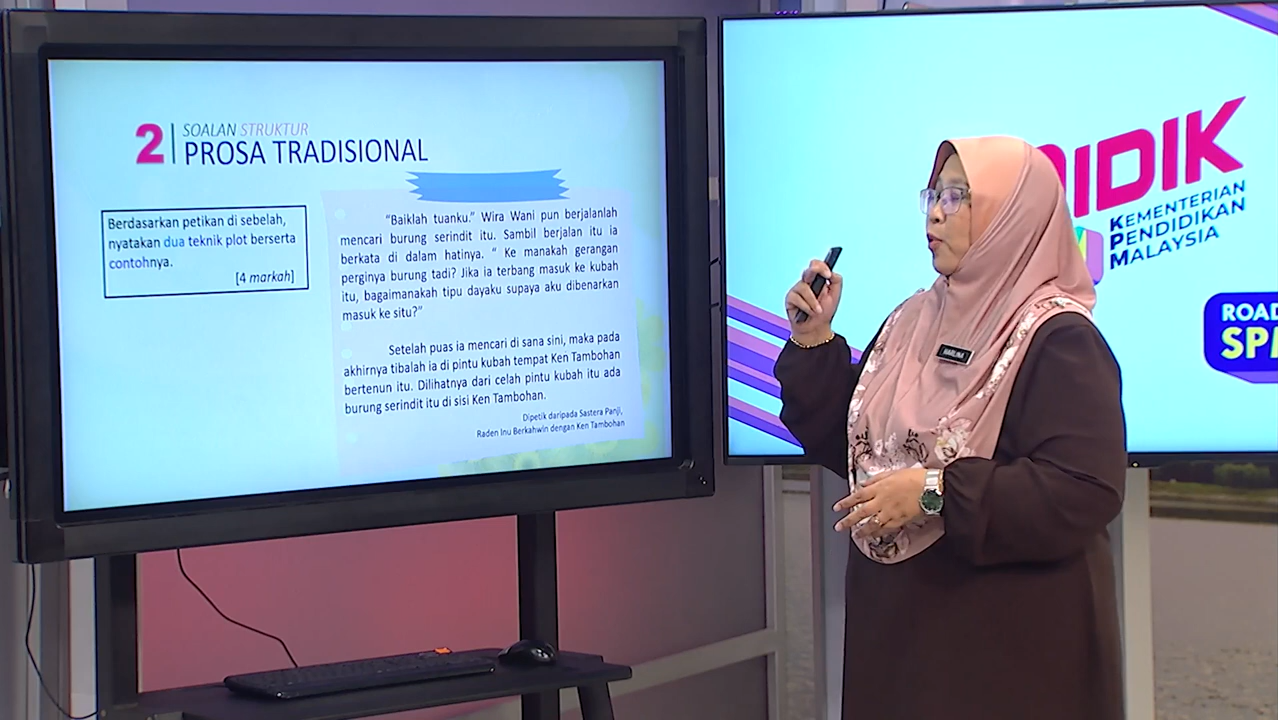 2
SOALAN STRUKTUR
PROSA TRADISIONAL
Berdasarkan petikan di sebelah,
nyatakan dua teknik plot berserta
contohnya.
[4 markah]
"Baiklah tuanku." Wira Wani pun berjalanlah
mencari burung serindit itu. Sambil berjalan itu ia
berkata di dalam hatinya. " Ke manakah gerangan
perginya burung tadi? Jika ia terbang masuk ke kubah
itu, bagaimanakah tipu dayaku supaya aku dibenarkan
masuk ke situ?"
Setelah puas ia mencari di sana sini, maka pada
akhirnya tibalah ia di pintu kubah tempat Ken Tambohan
bertenun itu. Dilihatnya dari celah pintu kubah itu ada
burung serindit itu di sisi Ken Tambohan.
Dipetik daripada Sastera Panji,
Raden Inu Berkahwin dengan Ken Tambohan
DIDIK
KEMENTERIAN
PENDIDIKAN
MALAYSIA
ROAD
SPM
MARLINA